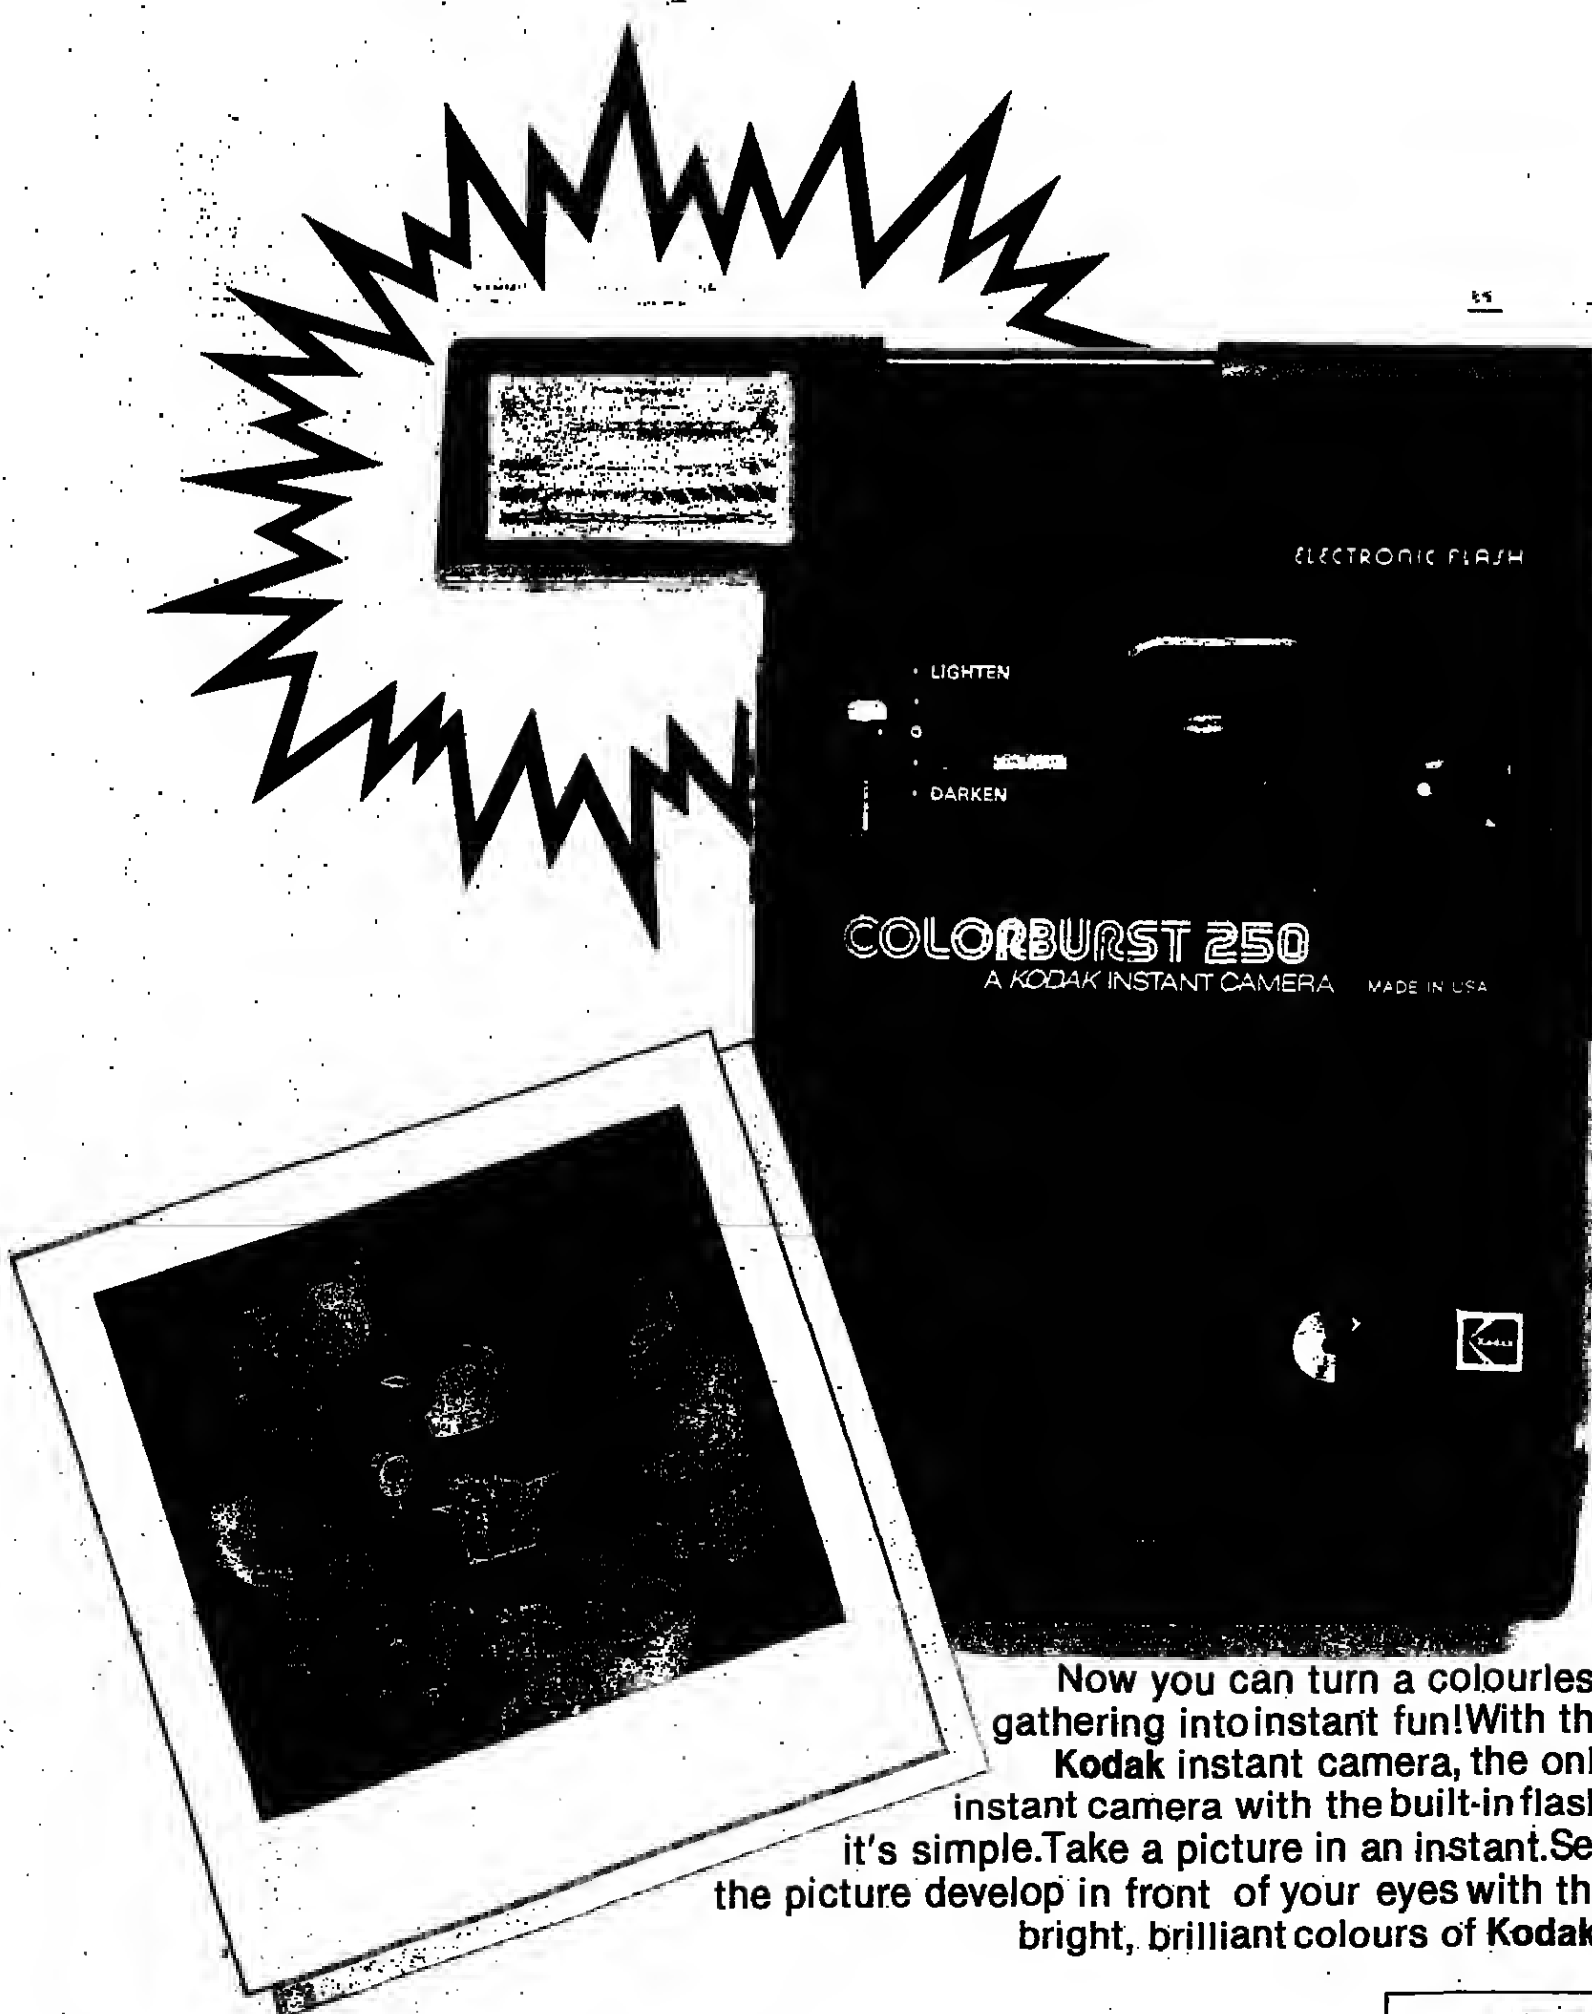 ELECTRONIC FLASH
LIGHTEN
DARKEN
COLORBURST 250
A KODAK INSTANT CAMERA MADE IN USA
Kodak
Now you can turn a colourles
gathering into instant fun! With th
Kodak instant camera, the onl
instant camera with the built-in flas
it's simple. Take a picture in an instant. Se
the picture develop in front of your eyes with th
bright, brilliant colours of Kodak